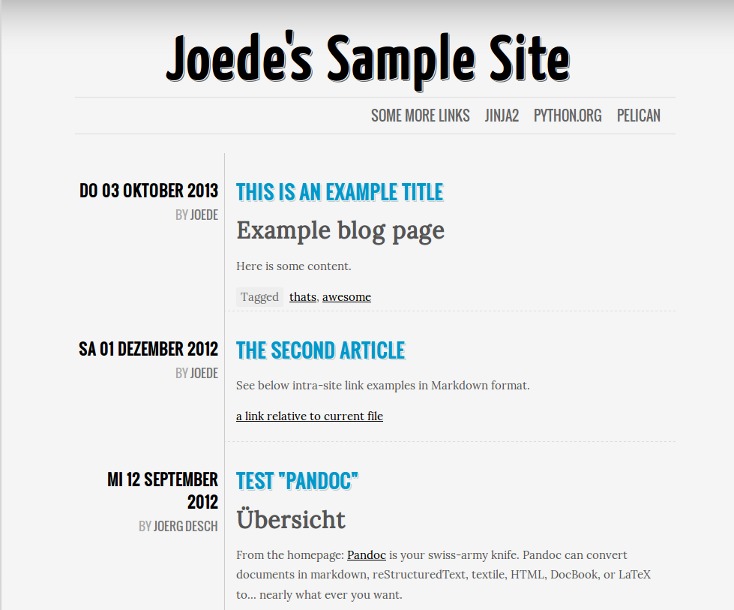 Joede's Sample Site
SOME MORE LINKS JINJA2 PYTHON.ORG PELICAN
DO 03 OKTOBER 2013
BY JOEDE
THIS IS AN EXAMPLE TITLE
Example blog page
Here is some content.
Tagged thats, awesome
SA 01 DEZEMBER 2012
BY JOEDE
THE SECOND ARTICLE
See below intra-site link examples in Markdown format.
a link relative to current file
MI 12 SEPTEMBER
2012
BY JOERG DESCH
TEST "PANDOC"
Übersicht
From the homepage: Pandoc is your swiss-army knife. Pandoc can convert
documents in markdown, reStructuredText, textile, HTML, DocBook, or LaTeX
to... nearly what ever you want.